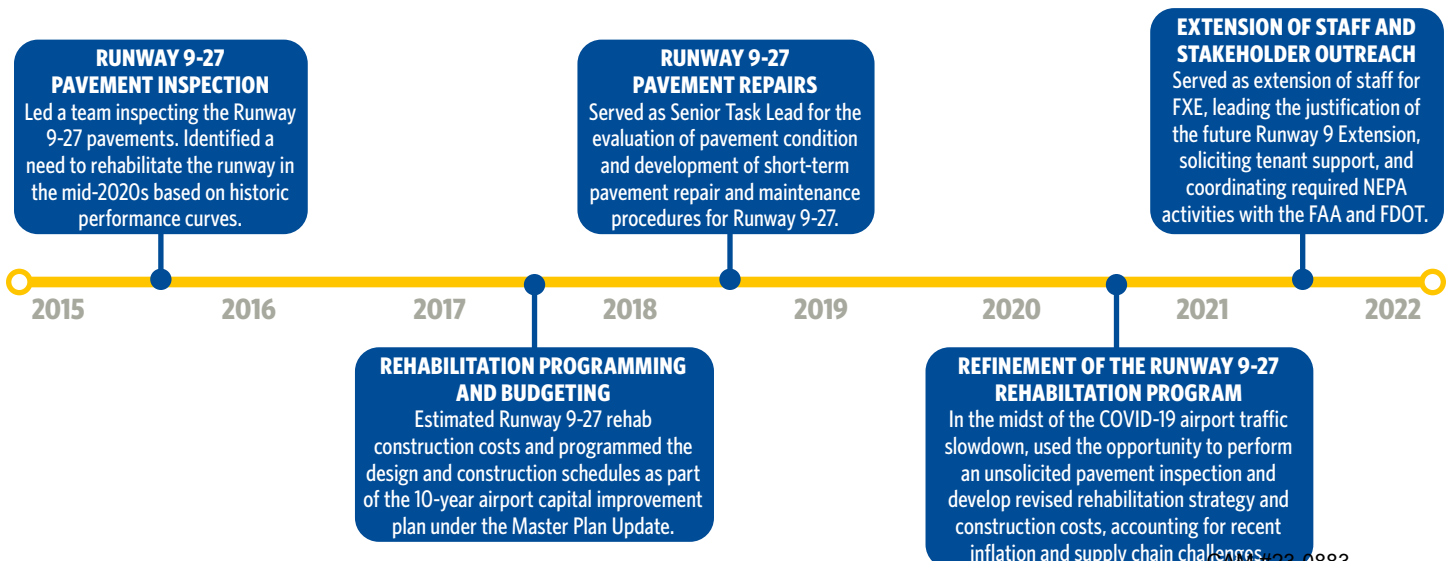 RUNWAY 9-27
PAVEMENT INSPECTION
Led a team inspecting the Runway
9-27 pavements. Identified a
need to rehabilitate the runway in
the mid-2020s based on historic
performance curves.
RUNWAY 9-27
PAVEMENT REPAIRS
Served as Senior Task Lead for the
evaluation of pavement condition
and development of short-term
pavement repair and maintenance
procedures for Runway 9-27.
EXTENSION OF STAFF AND
STAKEHOLDER OUTREACH
Served as extension of staff for
FXE, leading the justification of
the future Runway 9 Extension,
soliciting tenant support, and
coordinating required NEPA
activities with the FAA and FDOT.
2015 2016 2017 2018 2019 2020 2021 2022
REHABILITATION PROGRAMMING
AND BUDGETING
Estimated Runway 9-27 rehab
construction costs and programmed the
design and construction schedules as part
of the 10-year airport capital improvement
plan under the Master Plan Update.
REFINEMENT OF THE RUNWAY 9-27
REHABILTATION PROGRAM
In the midst of the COVID-19 airport traffic
slowdown, used the opportunity to perform
an unsolicited pavement inspection and
develop revised rehabilitation strategy and
construction costs, accounting for recent
inflation and supply chain challenges.
CAM #23-0883